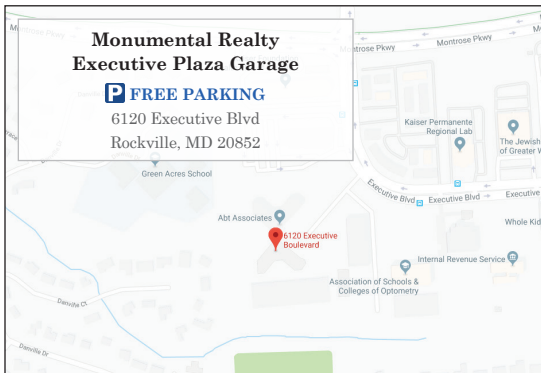 Monumental Realty
Executive Plaza Garage
P FREE PARKING
6120 Executive Blvd
Rockville, MD 20852
Montrose Pkwy
Montrose Pkwy
Kaiser Permanente
Regional Lab
The Jewish
of Greater W
Green Acres School
Executive Blvd
Executive Blvd
Executive
Abt Associates
Whole Kid
6120 Executive
Boulevard
Internal Revenue Service
Association of Schools &
Colleges of Optometry
Danville Ct
Danville Dr